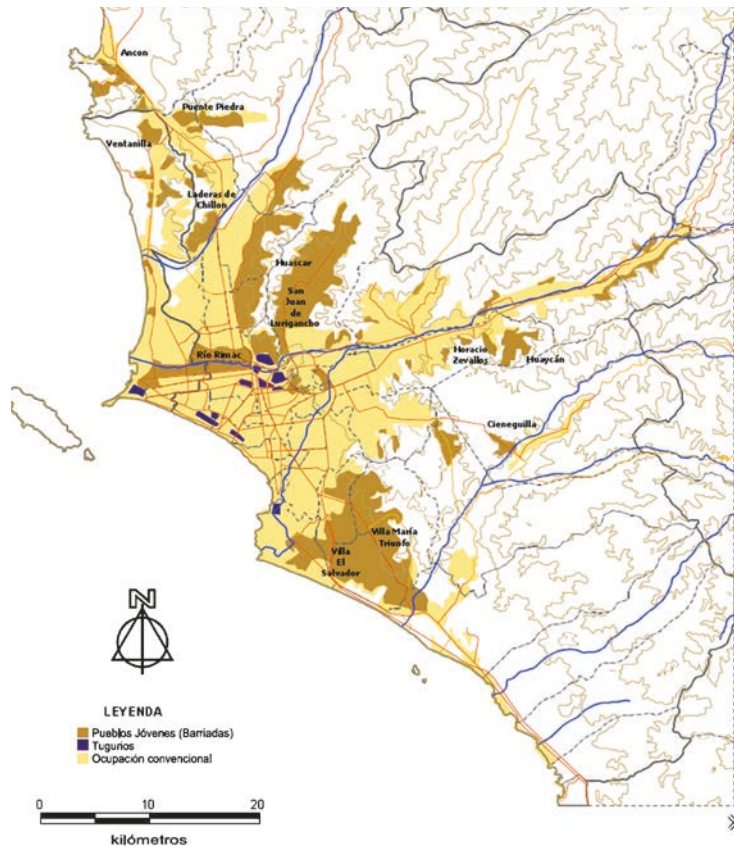 Ancon
Puente Piedra
Ventanilla
Laderas de
Chillon
Huascar
San
Juan
de
Lurigancho
Río Rimac
Horacio
Zevallos
Huaycán
Cieneguilla
Villa María
Triunfo
Villa
El
Salvador
N
LEYENDA
Pueblos Jóvenes (Barriadas)
Tugurios
Ocupación convencional
0 10 20
kilómetros